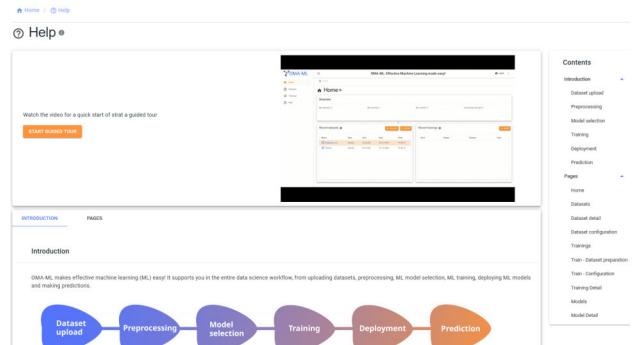 Home / Help
Help
Watch the video for a quick start of strat a guided tour
START GUIDED TOUR
OMA-ML
OMA-ML: Effective Machine Learning made easy!
Home
INTRODUCTION PAGES
Introduction
OMA-ML makes effective machine learning (ML) easy! It supports you in the entire data science workflow, from uploading datasets, preprocessing, ML model selection, ML training, deploying ML models
and making predictions.
Dataset
upload
Preprocessing
Model
selection
Training
Deployment
Prediction
Contents
Introduction
Dataset upload
Preprocessing
Model selection
Training
Deployment
Prediction
Pages
Home
Datasets
Dataset detail
Dataset configuration
Trainings
Train - Dataset preparation
Train - Configuration
Training Detail
Models
Model Detail